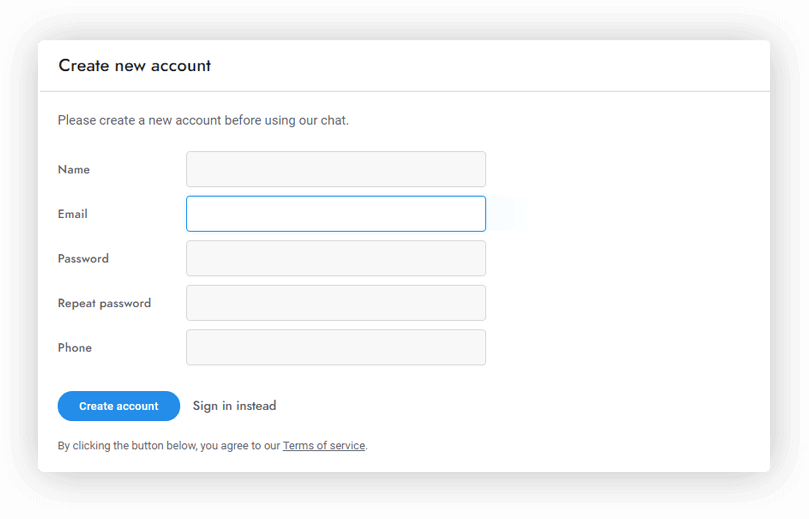 Create new account
Please create a new account before using our chat.
Name
Email
Password
Repeat password
Phone
Create account Sign in instead
By clicking the button below, you agree to our Terms of service.